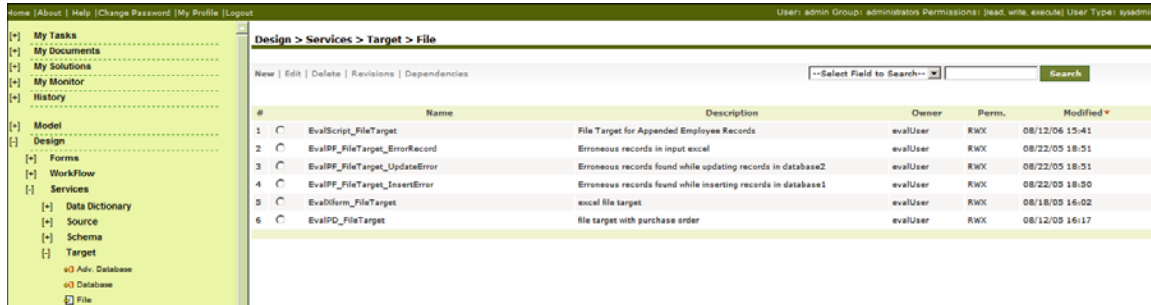 Home |About | Help |Change Password |My Profile |Logout
User: admin Group: administrators Permissions: [read, write, execute] User Type: sysadmin
[+] My Tasks
[+] My Documents
[+] My Solutions
[+] My Monitor
[+] History
[+] Model
[-] Design
[+] Forms
[+] WorkFlow
[-] Services
[+] Data Dictionary
[+] Source
[+] Schema
[-] Target
Adv. Database
Database
File
Design > Services > Target > File
New | Edit | Delete | Revisions | Dependencies
--Select Field to Search-- Search
# Name Description Owner Perm. Modified
1 EvalScript_FileTarget File Target for Appended Employee Records evalUser RWX 08/12/06 15:41
2 EvalPF_FileTarget_ErrorRecord Erroneous records in input excel evalUser RWX 08/22/05 18:51
3 EvalPF_FileTarget_UpdateError Erroneous records found while updating records in database2 evalUser RWX 08/22/05 18:51
4 EvalPF_FileTarget_InsertError Erroneous records found while inserting records in database1 evalUser RWX 08/22/05 18:50
5 EvalXform_FileTarget excel file target evalUser RWX 08/18/05 16:02
6 EvalPD_FileTarget file target with purchase order evalUser RWX 08/12/05 16:17